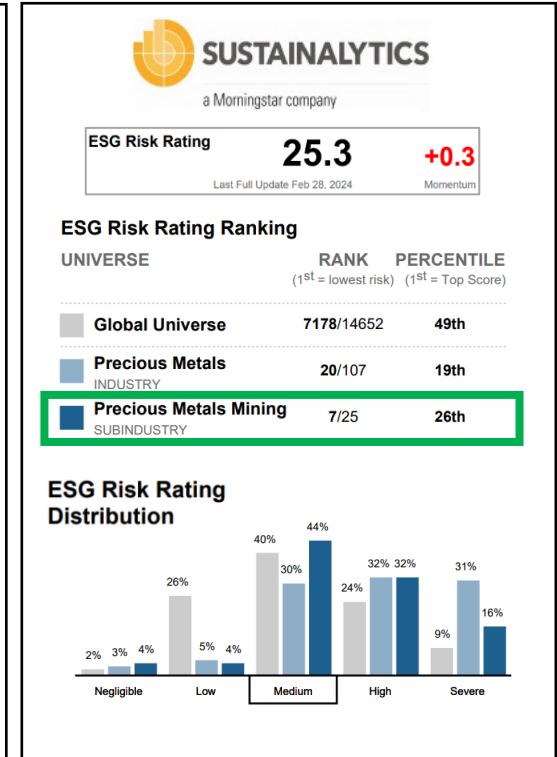 SUSTAINALYTICS
a Morningstar company
ESG Risk Rating
25.3
+0.3
Last Full Update Feb 28, 2024
Momentum
ESG Risk Rating Ranking
UNIVERSE RANK PERCENTILE
(1st = lowest risk) (1st = Top Score)
Global Universe 7178/14652 49th
Precious Metals 20/107 19th
INDUSTRY
Precious Metals Mining 7/25 26th
SUBINDUSTRY
ESG Risk Rating
Distribution
2% 3% 4%
26% 5% 4%
40% 30% 44%
24% 32% 32%
9% 31% 16%
Negligible Low Medium High Severe